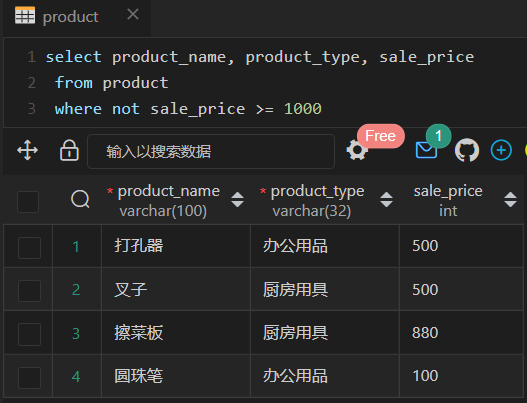 product
1 select product_name, product_type, sale_price
2 from product
3 where not sale_price >= 1000
输入以搜索数据 Free 1
* product_name * product_type sale_price
varchar(100) varchar(32) int
1 打孔器 办公用品 500
2 叉子 厨房用具 500
3 擦菜板 厨房用具 880
4 圆珠笔 办公用品 100